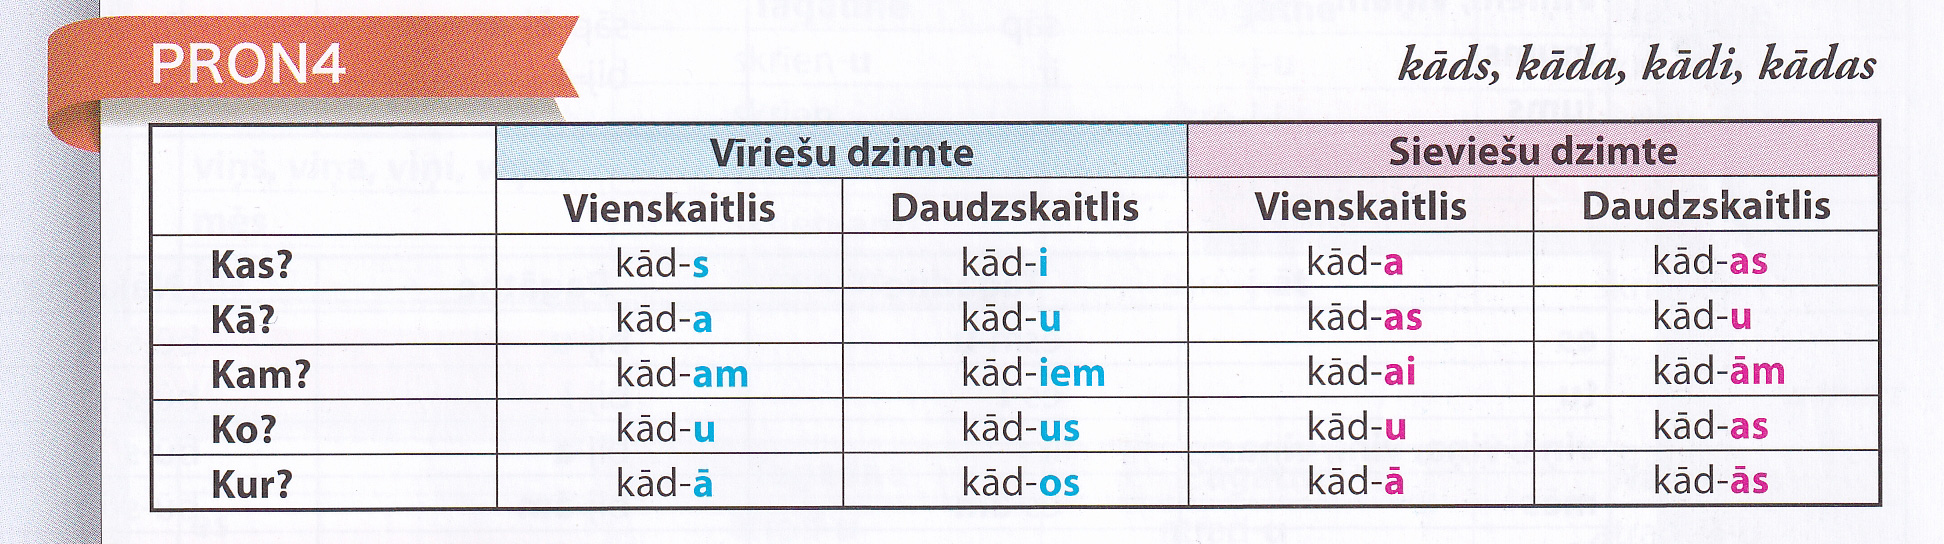 PRON4
kāds, kāda, kādi, kādas
Vīriešu dzimte Sieviešu dzimte
Vienskaitlis Daudzskaitlis Vienskaitlis Daudzskaitlis
Kas? kād-s kād-i kād-a kād-as
Kā? kād-a kād-u kād-as kād-u
Kam? kād-am kād-iem kād-ai kād-ām
Ko? kād-u kād-us kād-u kād-as
Kur? kād-ā kād-os kād-ā kād-ās